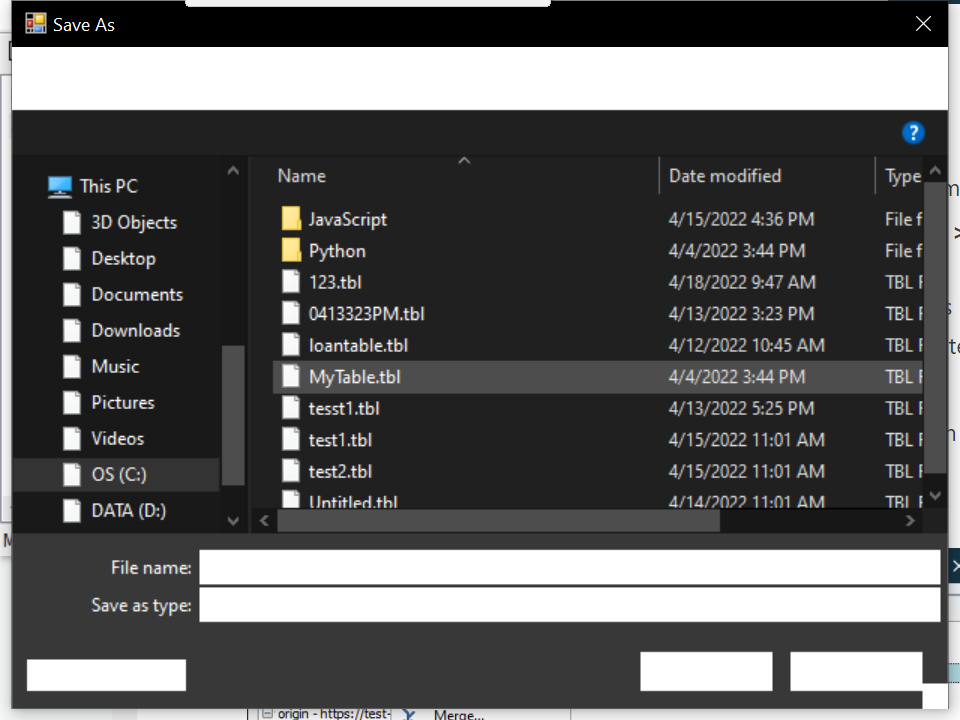 Save As
?
Name Date modified Type
This PC
3D Objects
Desktop
Documents
Downloads
Music
Pictures
Videos
OS (C:)
DATA (D:)
JavaScript 4/15/2022 4:36 PM File f
Python 4/4/2022 3:44 PM File f
123.tbl 4/18/2022 9:47 AM TBL F
0413323PM.tbl 4/13/2022 3:23 PM TBL F
loantable.tbl 4/12/2022 10:45 AM TBL F
MyTable.tbl 4/4/2022 3:44 PM TBL F
tesst1.tbl 4/13/2022 5:25 PM TBL F
test1.tbl 4/15/2022 11:01 AM TBL F
test2.tbl 4/15/2022 11:01 AM TBL F
Untitled.tbl 4/14/2022 11:01 AM TBL F
File name:
Save as type:
origin - https://test- Merge...